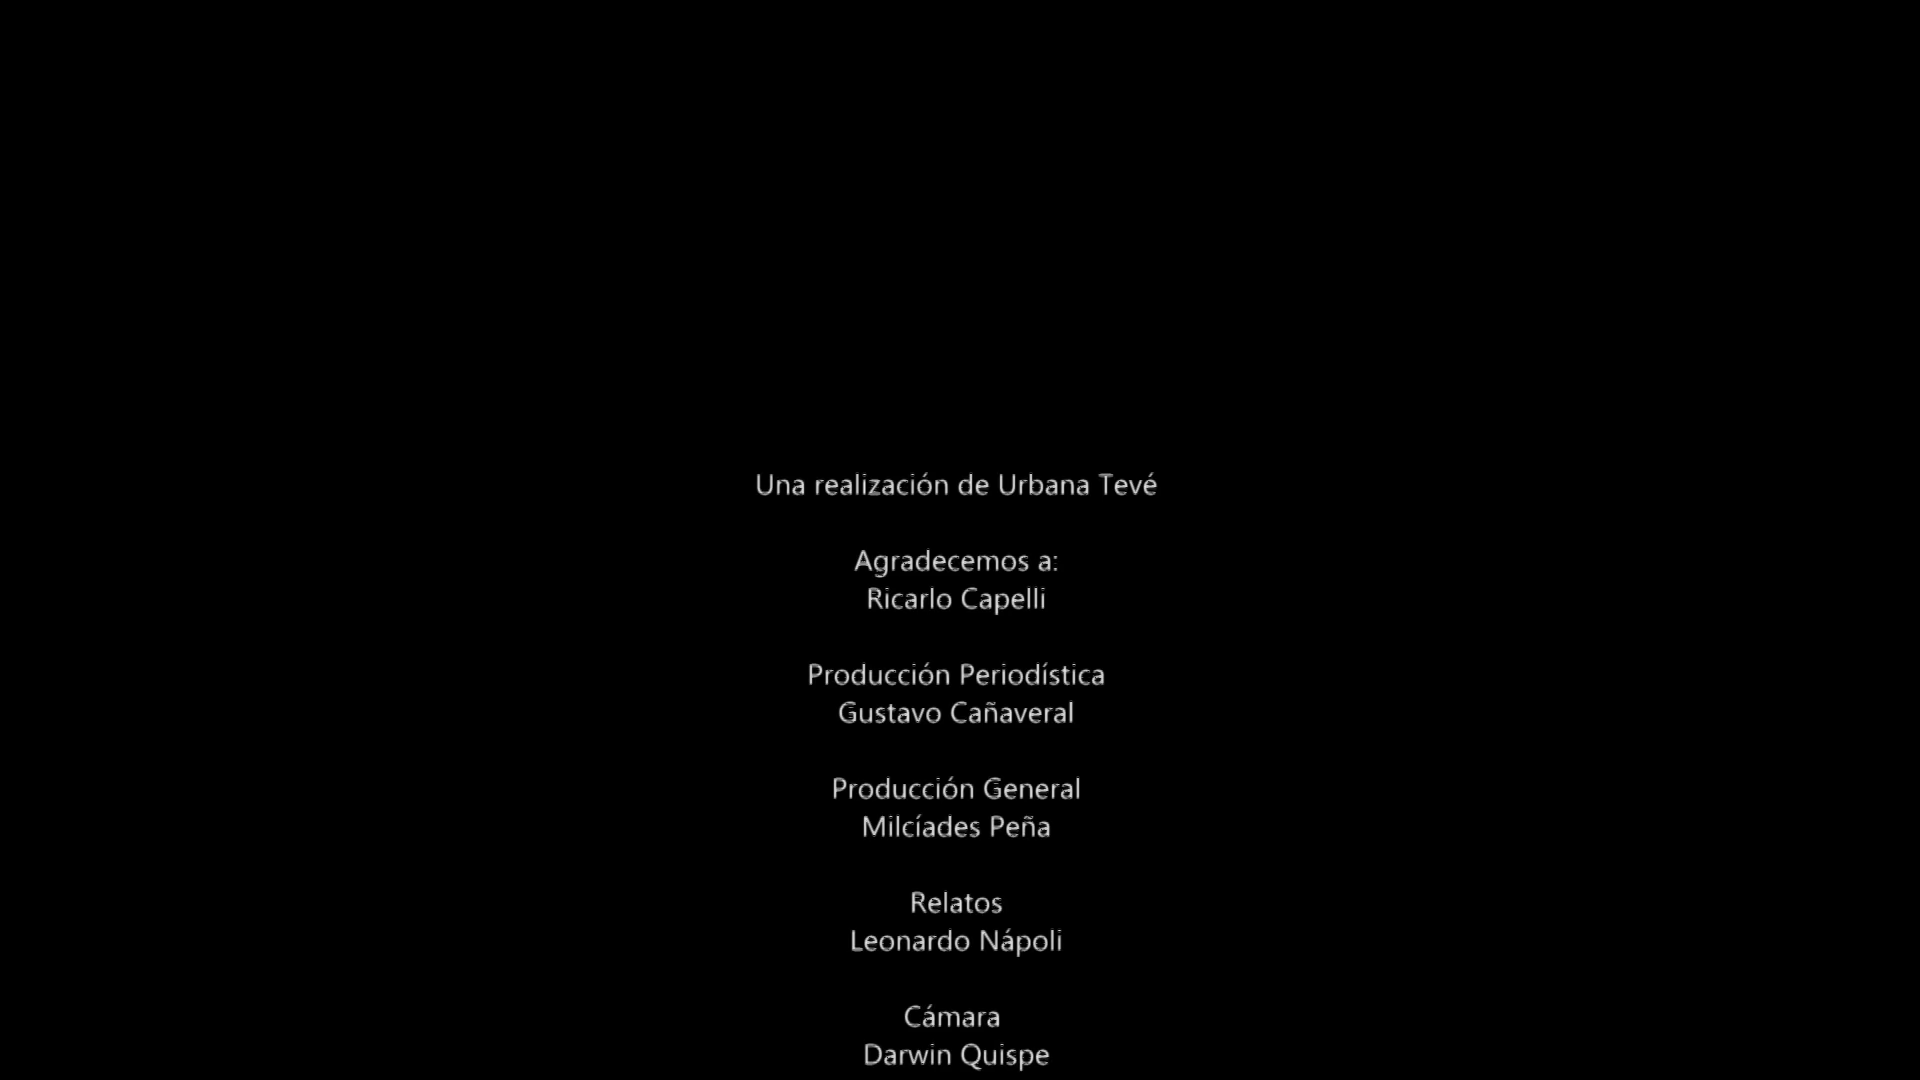 Una realización de Urbana Tevé
Agradecemos a:
Ricarlo Capelli
Producción Periodística
Gustavo Cañaveral
Producción General
Milcíades Peña
Relatos
Leonardo Nápoli
Cámara
Darwin Quispe